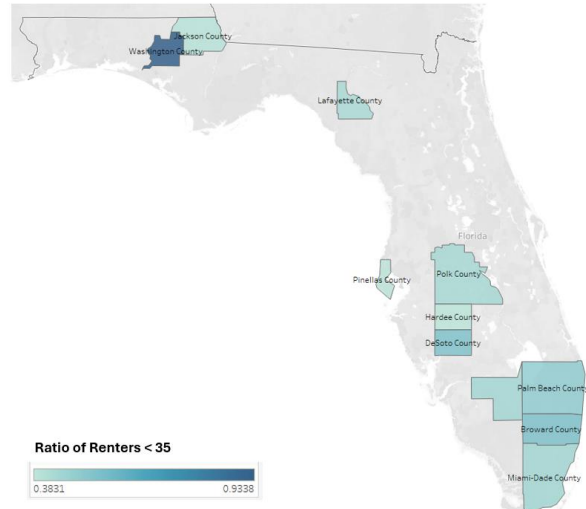 Jackson County
Washington County
Lafayette County
Florida
Polk County
Pinellas County
Hardee County
DeSoto County
Palm Beach County
Broward County
Miami-Dade County
Ratio of Renters < 35
0.3831 0.9338